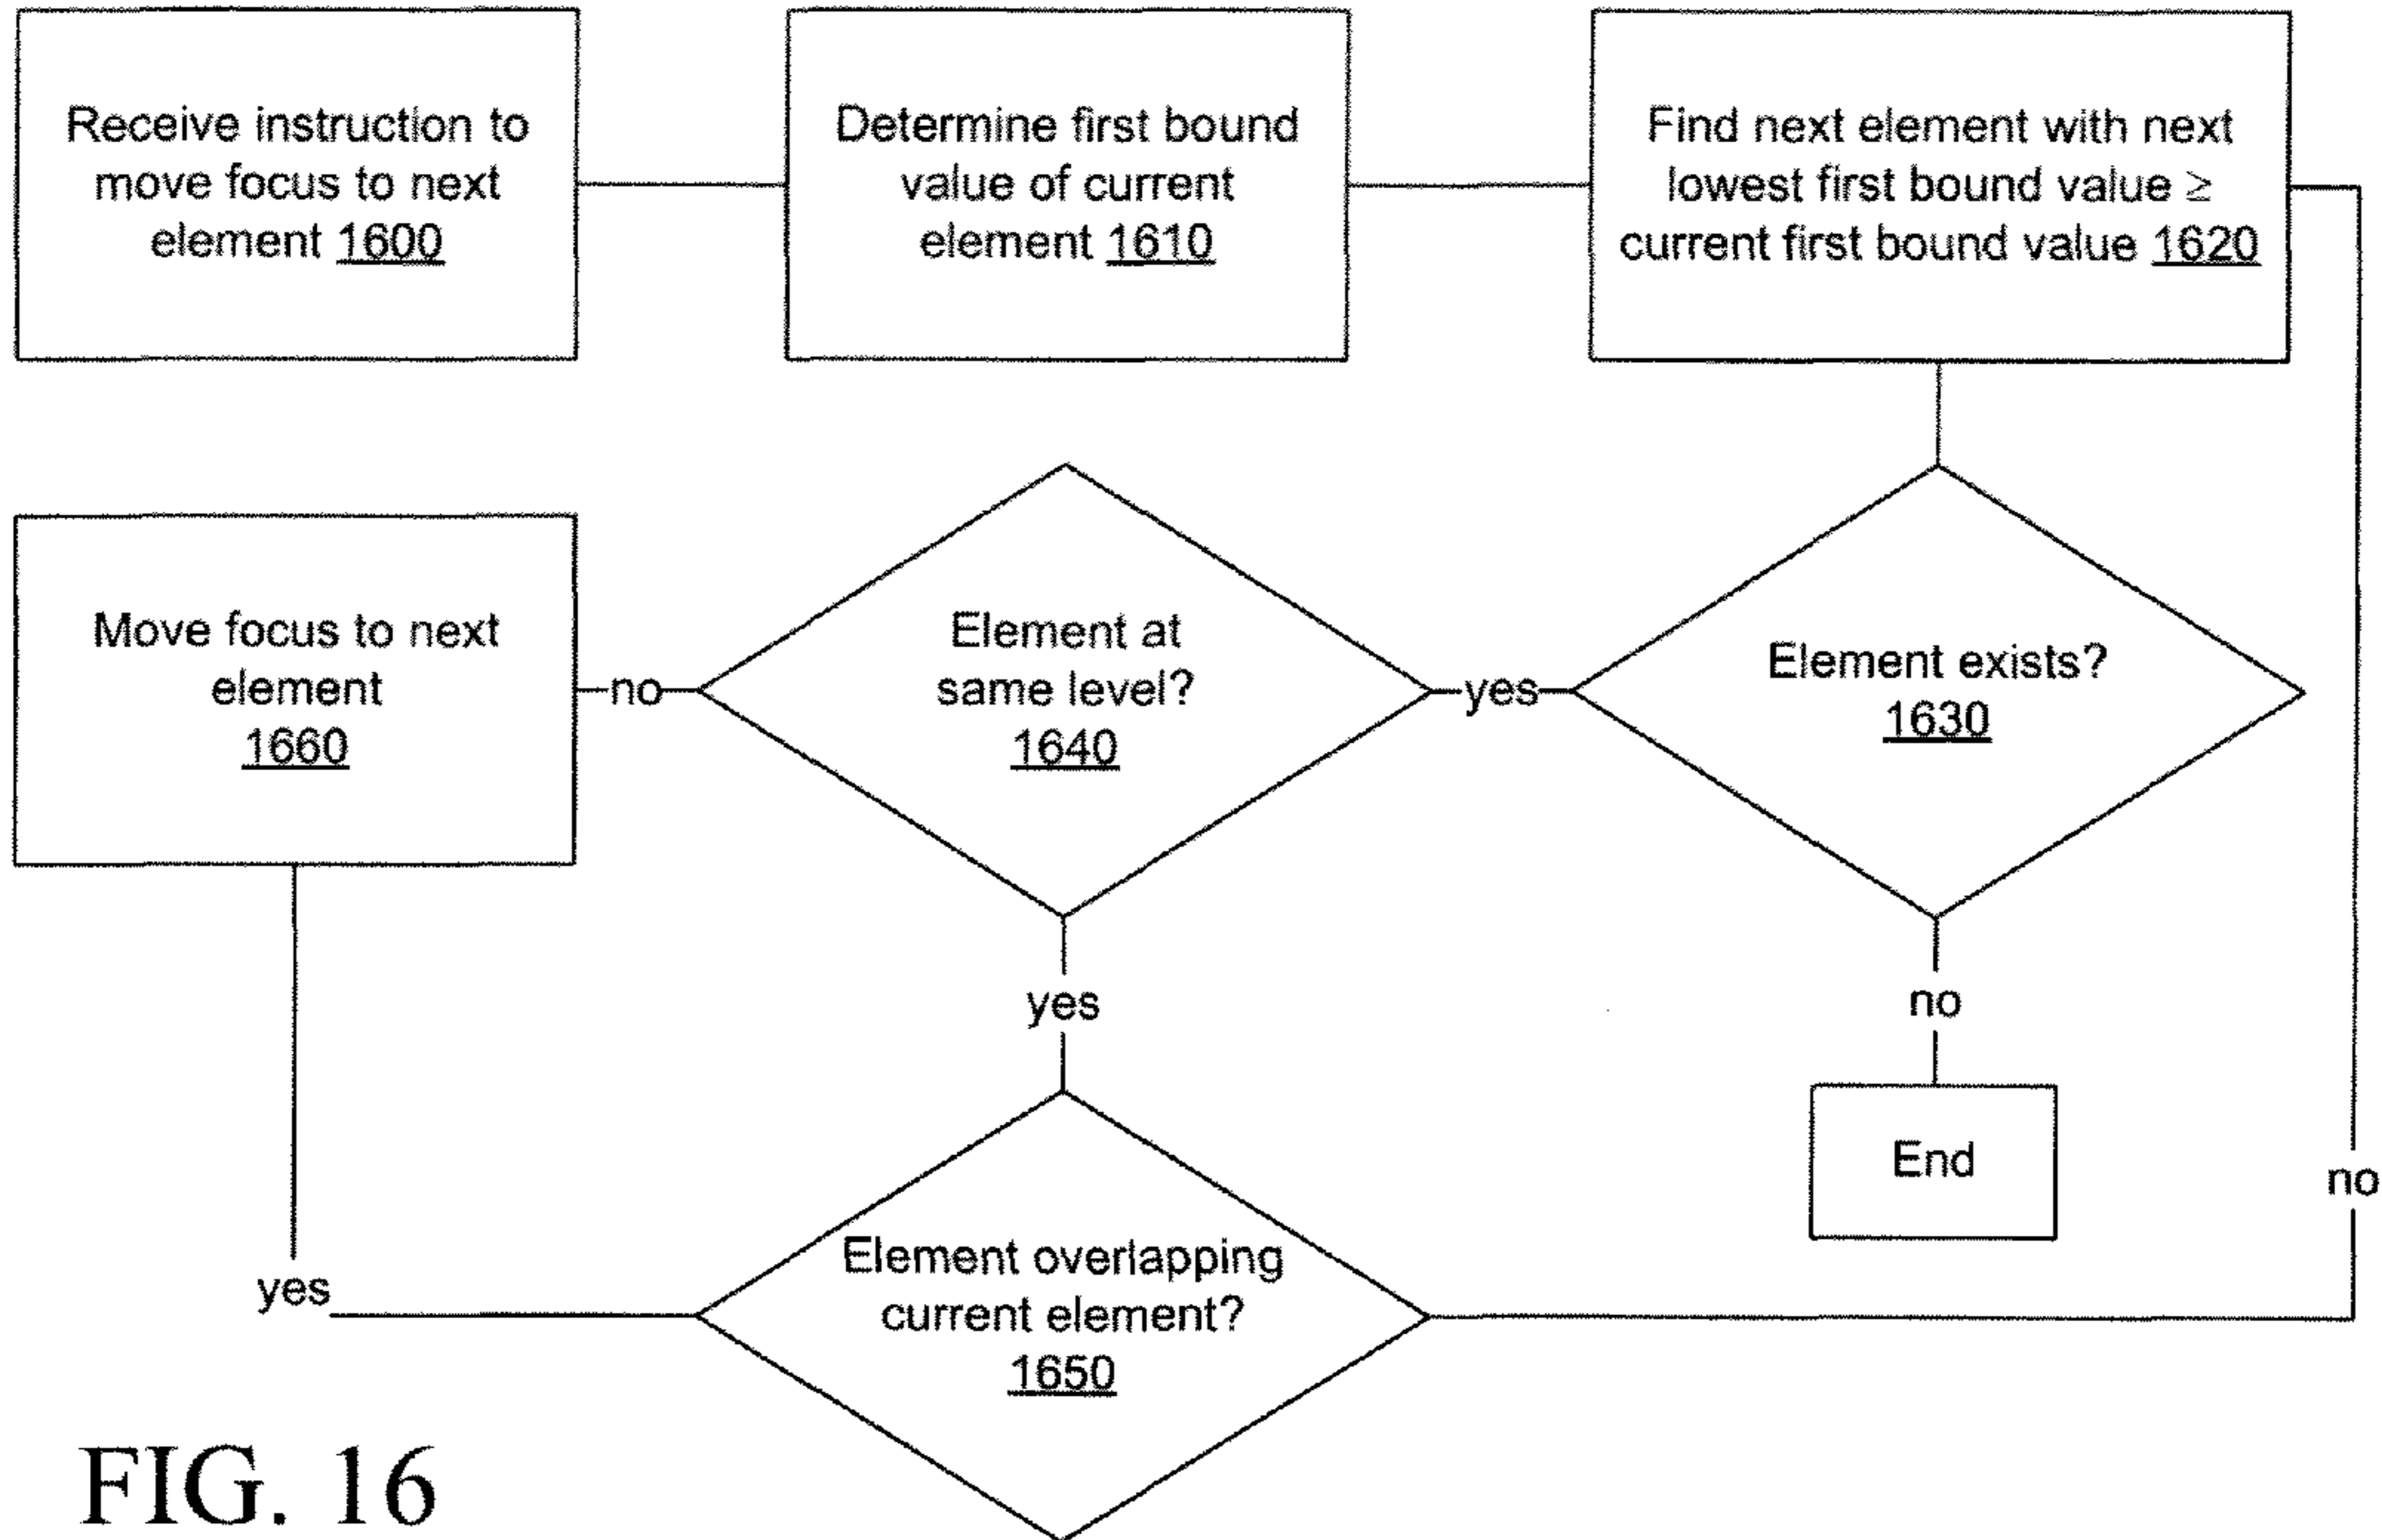 Receive instruction to
move focus to next
element 1600
Determine first bound
value of current
element 1610
Find next element with next
lowest first bound value ≥
current first bound value 1620
Move focus to next
element
1660
no
Element at
same level?
1640
yes
Element exists?
1630
yes
no
End
no
yes
Element overlapping
current element?
1650
FIG. 16